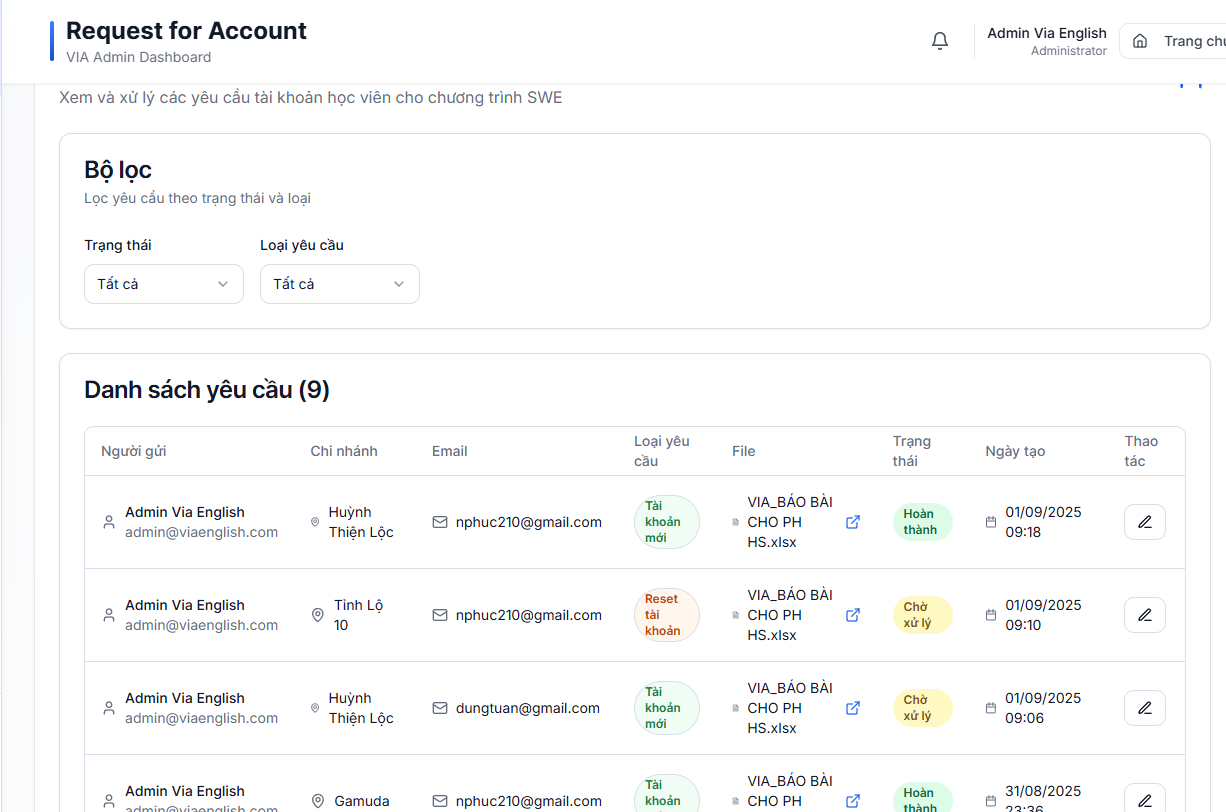 Request for Account
VIA Admin Dashboard
Admin Via English
Administrator
Trang
Xem và xử lý các yêu cầu tài khoản học viên cho chương trình SWE
Bộ lọc
Lọc yêu cầu theo trạng thái và loại
Trạng thái
Loại yêu cầu
Tất cả
Tất cả
Danh sách yêu cầu (9)
Người gửi
Chi nhánh
Email
Loại yêu
cầu
File
Trạng
thái
Ngày tạo
Thao
tác
Admin Via English
admin@viaenglish.com
Huỳnh
Thiện Lộc
nphuc210@gmail.com
Tài
khoản
mới
VIA_BÁO BÀI
CHO PH
HS.xlsx
Hoàn
thành
01/09/2025
09:18
Admin Via English
admin@viaenglish.com
Tỉnh Lộ
10
nphuc210@gmail.com
Reset
tài
khoản
VIA_BÁO BÀI
CHO PH
HS.xlsx
Chờ
xử lý
01/09/2025
09:10
Admin Via English
admin@viaenglish.com
Huỳnh
Thiện Lộc
dungtuan@gmail.com
Tài
khoản
mới
VIA_BÁO BÀI
CHO PH
HS.xlsx
Chờ
xử lý
01/09/2025
09:06
Admin Via English
admin@viaenglish.com
Gamuda
nphuc210@gmail.com
Tài
khoản
VIA_BÁO BÀI
CHO PH
Hoàn
thành
31/08/2025
23:36